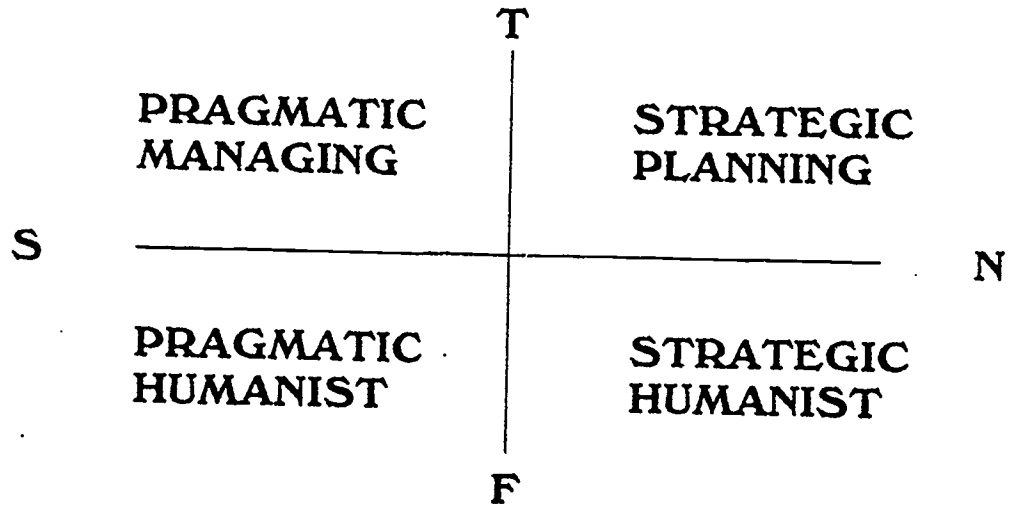 T
PRAGMATIC
MANAGING
STRATEGIC
PLANNING
S
N
PRAGMATIC
HUMANIST
STRATEGIC
HUMANIST
F